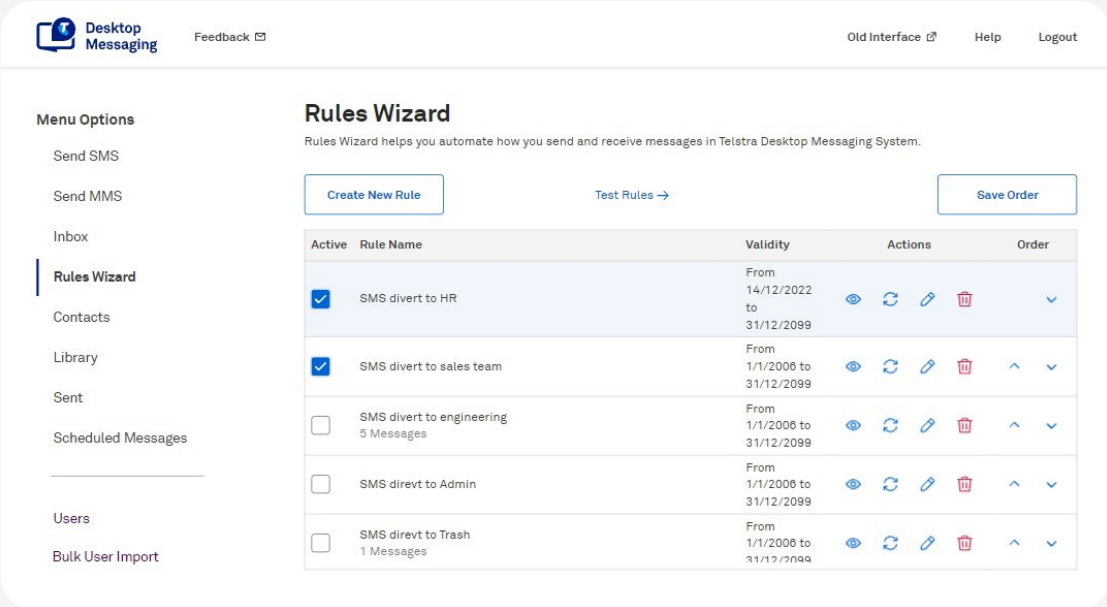 Desktop
Messaging
Feedback
Old Interface
Help
Logout
Menu Options
Send SMS
Send MMS
Inbox
Rules Wizard
Contacts
Library
Sent
Scheduled Messages
Users
Bulk User Import
Rules Wizard
Rules Wizard helps you automate how you send and receive messages in Telstra Desktop Messaging System.
Create New Rule
Test Rules →
Save Order
Active Rule Name Validity Actions Order
SMS divert to HR
From
14/12/2022
to
31/12/2099
SMS divert to sales team
From
1/1/2006 to
31/12/2099
SMS divert to engineering
5 Messages
From
1/1/2006 to
31/12/2099
SMS direvt to Admin
From
1/1/2006 to
31/12/2099
SMS direvt to Trash
1 Messages
From
1/1/2006 to
31/12/2099